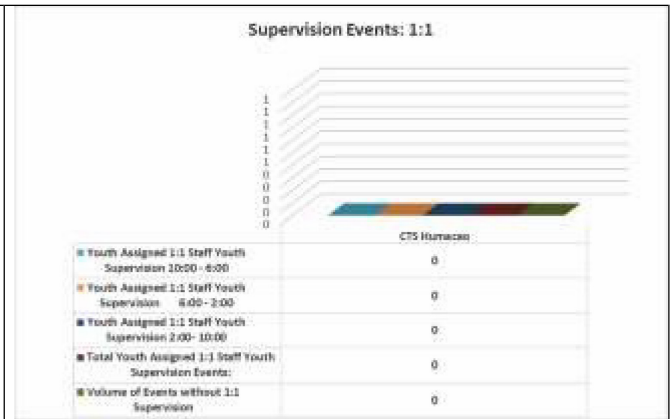 Supervision Events: 1:1
1
1
1
1
1
1
0
0
0
0
0
CTS Humacao
Youth Assigned 1:1 Staff Youth
Supervision 10:00 - 6:00
0
Youth Assigned 1:1 Staff Youth
Supervision 6:00 - 2:00
0
Youth Assigned 1:1 Staff Youth
Supervision 2:00- 10:00
0
Total Youth Assigned 1:1 Staff Youth
Supervision Events:
0
Volume of Events without 1:1
Supervision
0